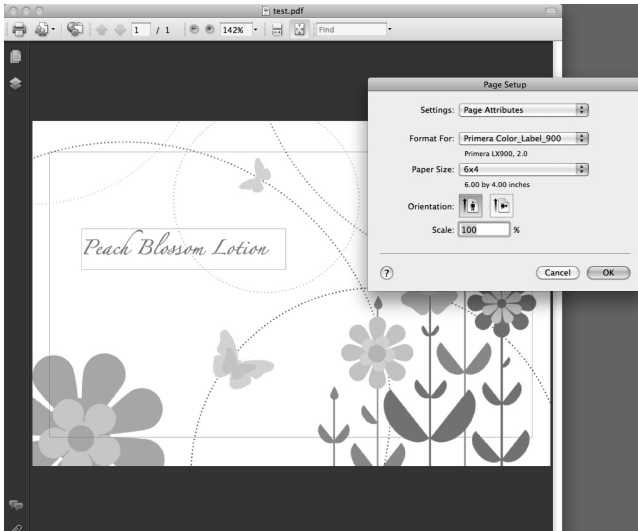 test.pdf
1 / 1
142%
Find
Page Setup
Settings: Page Attributes
Format For: Primera Color_Label_900
Primera LX900, 2.0
Paper Size: 6x4
6.00 by 4.00 inches
Orientation:
Scale: 100 %
? Cancel OK
Peach Blossom Lotion